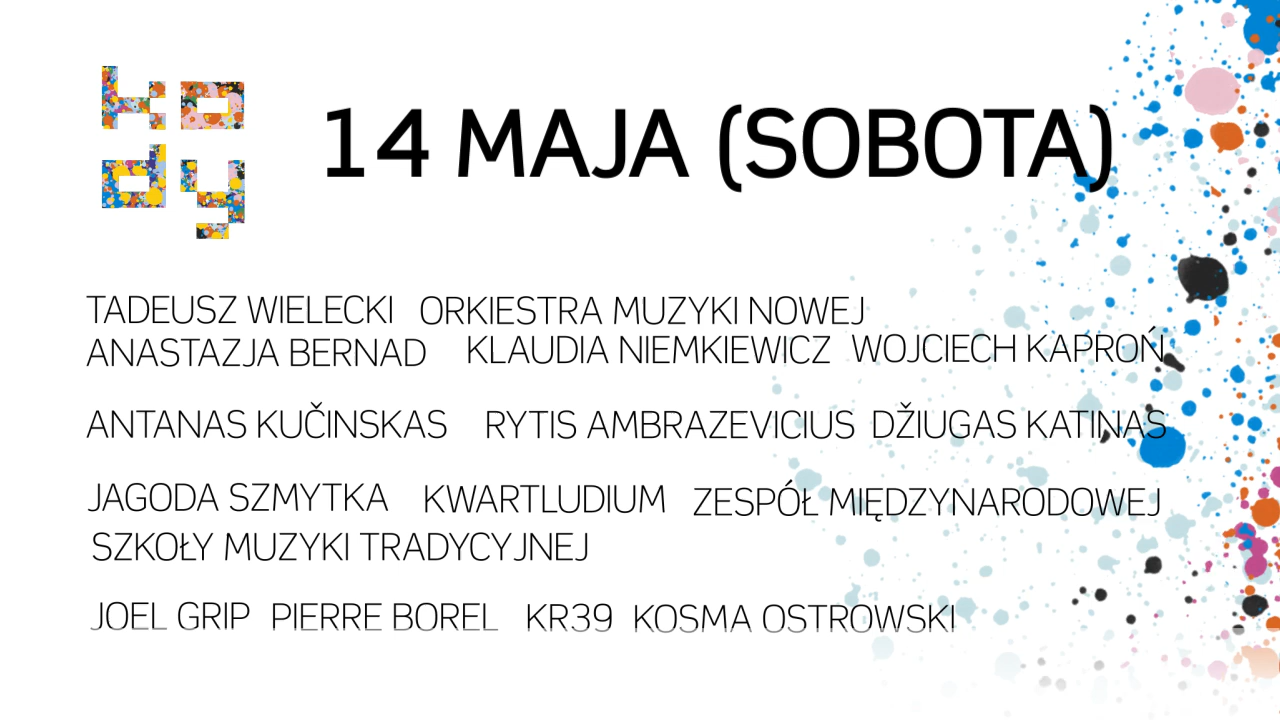 kody
14 MAJA (SOBOTA)
TADEUSZ WIELECKI ORKIESTRA MUZYKI NOWEJ
ANASTAZJA BERNAD KLAUDIA NIEMKIEWICZ WOJCIECH KAPROŃ
ANTANAS KUČINSKAS RYTIS AMBRAZEVICIUS DŽIUGAS KATINAS
JAGODA SZMYTKA KWARTLUDIUM ZESPÓŁ MIĘDZYNARODOWEJ
SZKOŁY MUZYKI TRADYCYJNEJ
JOEL GRIP PIERRE BOREL KR39 KOSMA OSTROWSKI